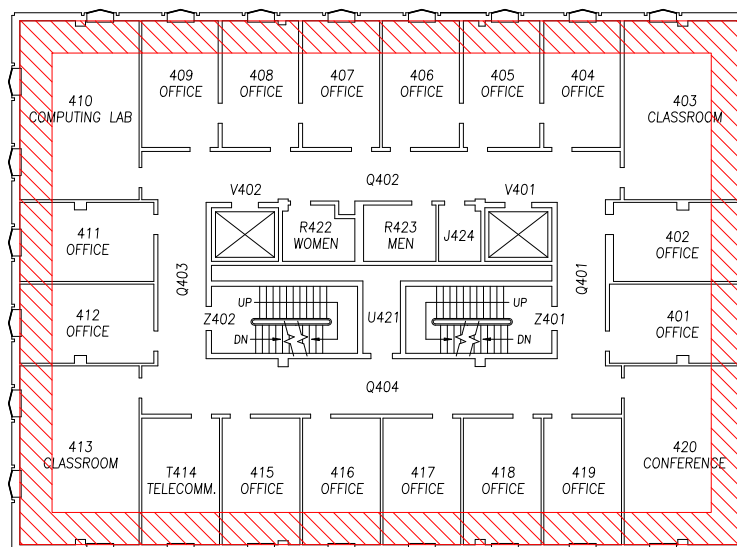 409
OFFICE
408
OFFICE
407
OFFICE
406
OFFICE
405
OFFICE
404
OFFICE
410
COMPUTING LAB
403
CLASSROOM
Q402
V402
V401
R422
WOMEN
R423
MEN
J424
411
OFFICE
402
OFFICE
Q403
Q401
412
OFFICE
UP
Z402
DN
U421
UP
Z401
DN
401
OFFICE
Q404
413
CLASSROOM
T414
TELECOMM.
415
OFFICE
416
OFFICE
417
OFFICE
418
OFFICE
419
OFFICE
420
CONFERENCE